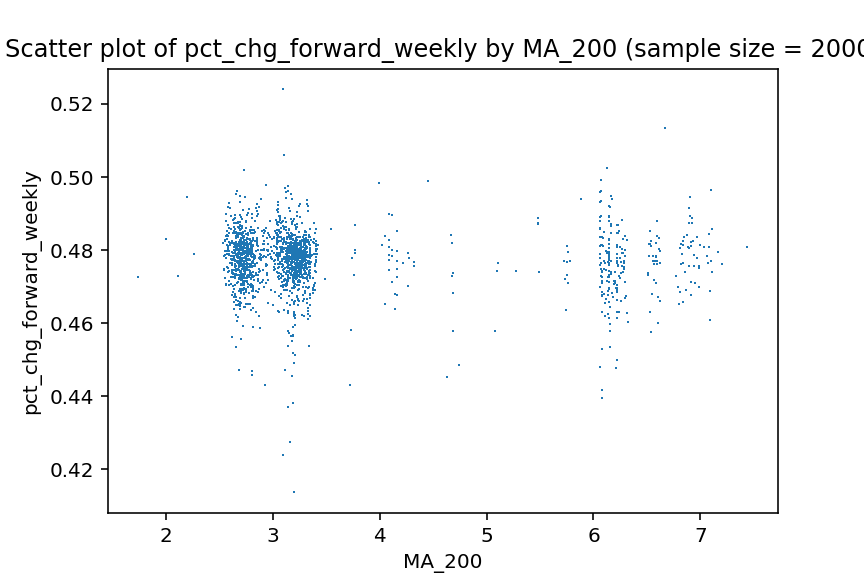 Scatter plot of pct_chg_forward_weekly by MA_200 (sample size = 2000
0.52
0.50
0.48
0.46
0.44
0.42
pct_chg_forward_weekly
2 3 4 5 6 7
MA_200